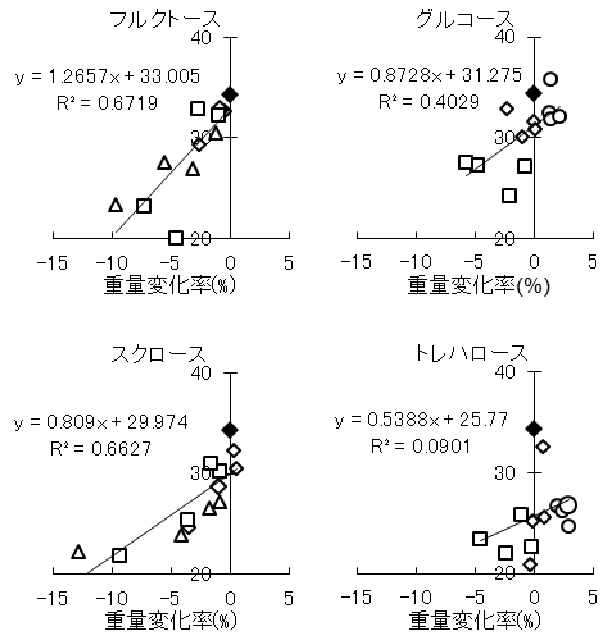 フルクトース
40
y = 1.2657x + 33.005
R² = 0.6719
30
20
-15 -10 -5 0 5
重量変化率(%)
グルコース
40
y = 0.8728x + 31.275
R² = 0.4029
30
20
-15 -10 -5 0 5
重量変化率(%)
スクロース
40
y = 0.809x + 29.974
R² = 0.6627
30
20
-15 -10 -5 0 5
重量変化率(%)
トレハロース
40
y = 0.5388x + 25.77
R² = 0.0901
30
20
-15 -10 -5 0 5
重量変化率(%)